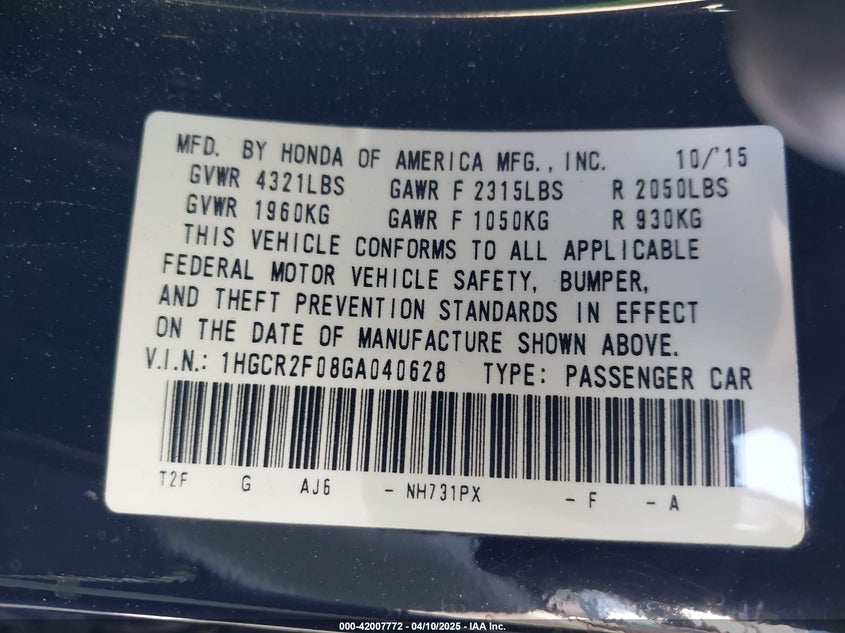 MFD. BY HONDA OF AMERICA MFG., INC. 10/'15
GVWR 4321LBS GAWR F 2315LBS R 2050LBS
GVWR 1960KG GAWR F 1050KG R 930KG
THIS VEHICLE CONFORMS TO ALL APPLICABLE
FEDERAL MOTOR VEHICLE SAFETY, BUMPER,
AND THEFT PREVENTION STANDARDS IN EFFECT
ON THE DATE OF MANUFACTURE SHOWN ABOVE.
V.I.N.: 1HGCR2F08GA040628 TYPE: PASSENGER CAR
T2F G AJ6 - NH731PX - F - A
000-42007772 - 04/10/2025 - IAA Inc.